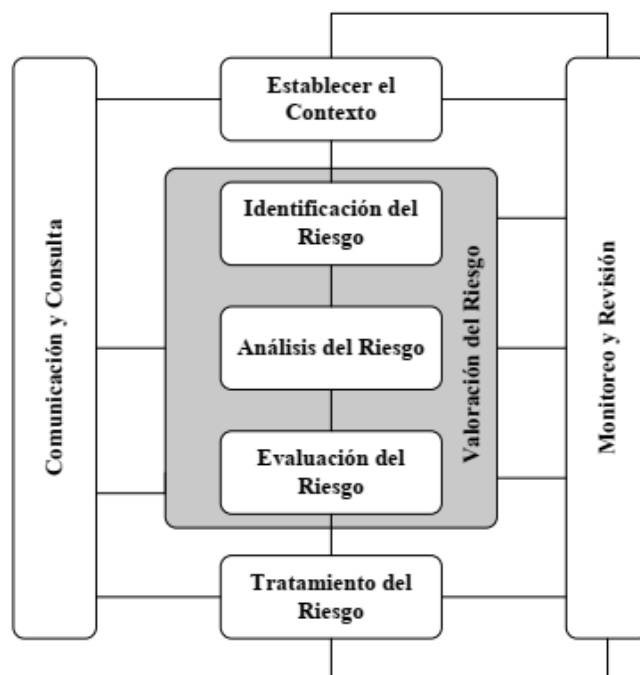 Establecer el
Contexto
Comunicación y Consulta
Identificación del
Riesgo
Análisis del Riesgo
Evaluación del
Riesgo
Valoración del Riesgo
Monitoreo y Revisión
Tratamiento del
Riesgo